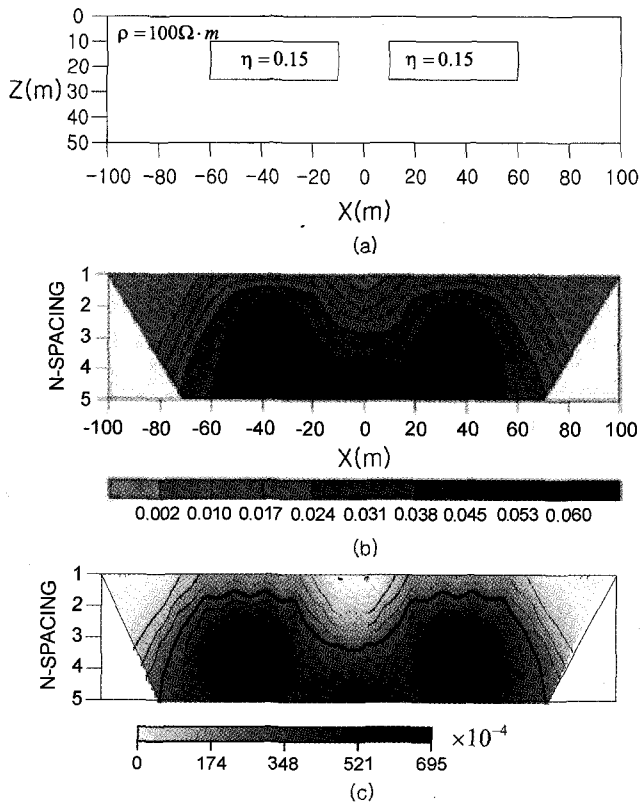 0
10
20
Z(m)
30
40
50
ρ = 100Ω·m
η = 0.15
η = 0.15
-100 -80 -60 -40 -20 0 20 40 60 80 100
X(m)
(a)
N-SPACING
1
2
3
4
5
-100 -80 -60 -40 -20 0 20 40 60 80 100
X(m)
0.002 0.010 0.017 0.024 0.031 0.038 0.045 0.053 0.060
(b)
N-SPACING
1
2
3
4
5
×10⁻⁴
0 174 348 521 695
(c)